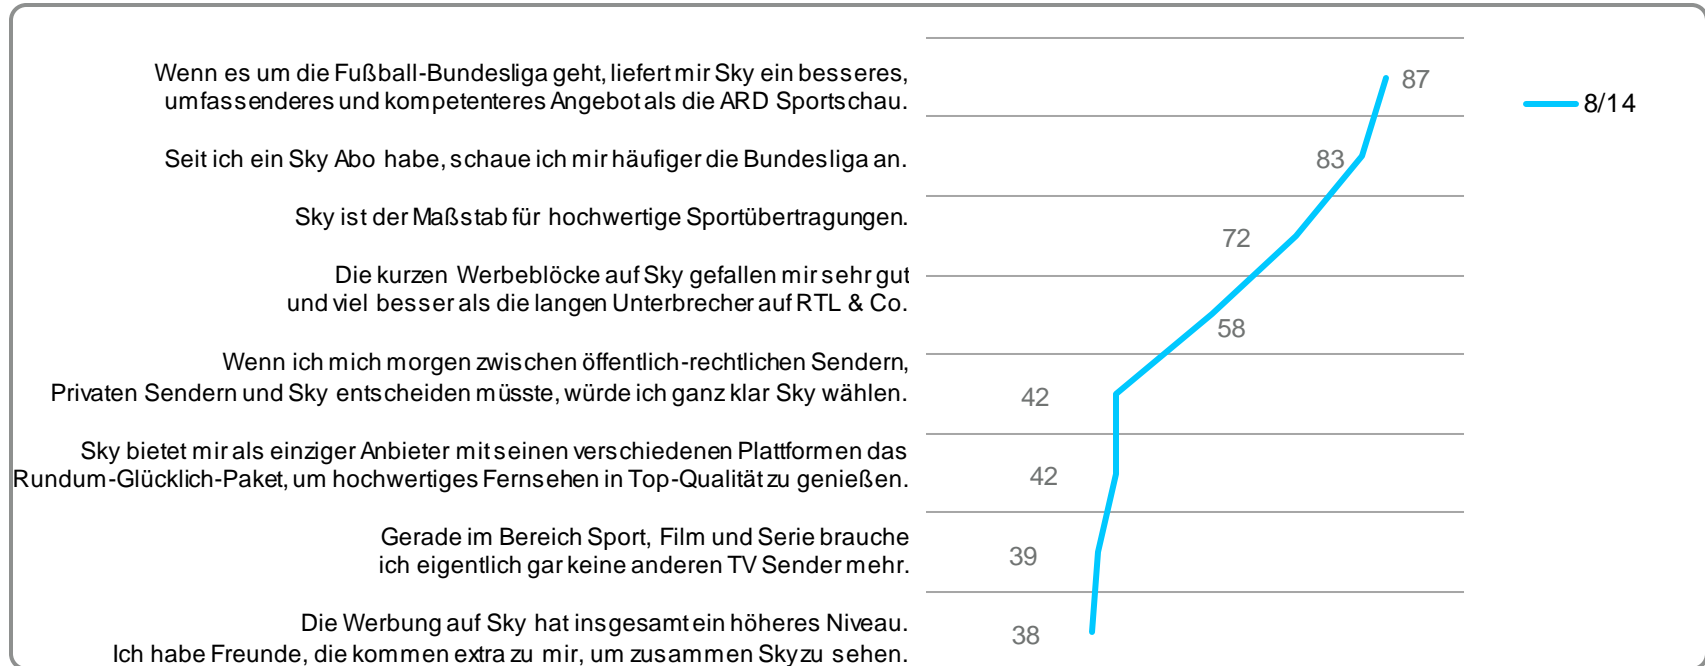 Wenn es um die Fußball-Bundesliga geht, liefert mir Sky ein besseres,
umfassenderes und kompetenteres Angebot als die ARD Sportschau.
87
8/14
Seit ich ein Sky Abo habe, schaue ich mir häufiger die Bundesliga an.
83
Sky ist der Maßstab für hochwertige Sportübertragungen.
72
Die kurzen Werbeblöcke auf Sky gefallen mir sehr gut
und viel besser als die langen Unterbrecher auf RTL & Co.
58
Wenn ich mich morgen zwischen öffentlich-rechtlichen Sendern,
Privaten Sendern und Sky entscheiden müsste, würde ich ganz klar Sky wählen.
42
Sky bietet mir als einziger Anbieter mit seinen verschiedenen Plattformen das
Rundum-Glücklich-Paket, um hochwertiges Fernsehen in Top-Qualität zu genießen.
42
Gerade im Bereich Sport, Film und Serie brauche
ich eigentlich gar keine anderen TV Sender mehr.
39
Die Werbung auf Sky hat insgesamt ein höheres Niveau.
38
Ich habe Freunde, die kommen extra zu mir, um zusammen Sky zu sehen.